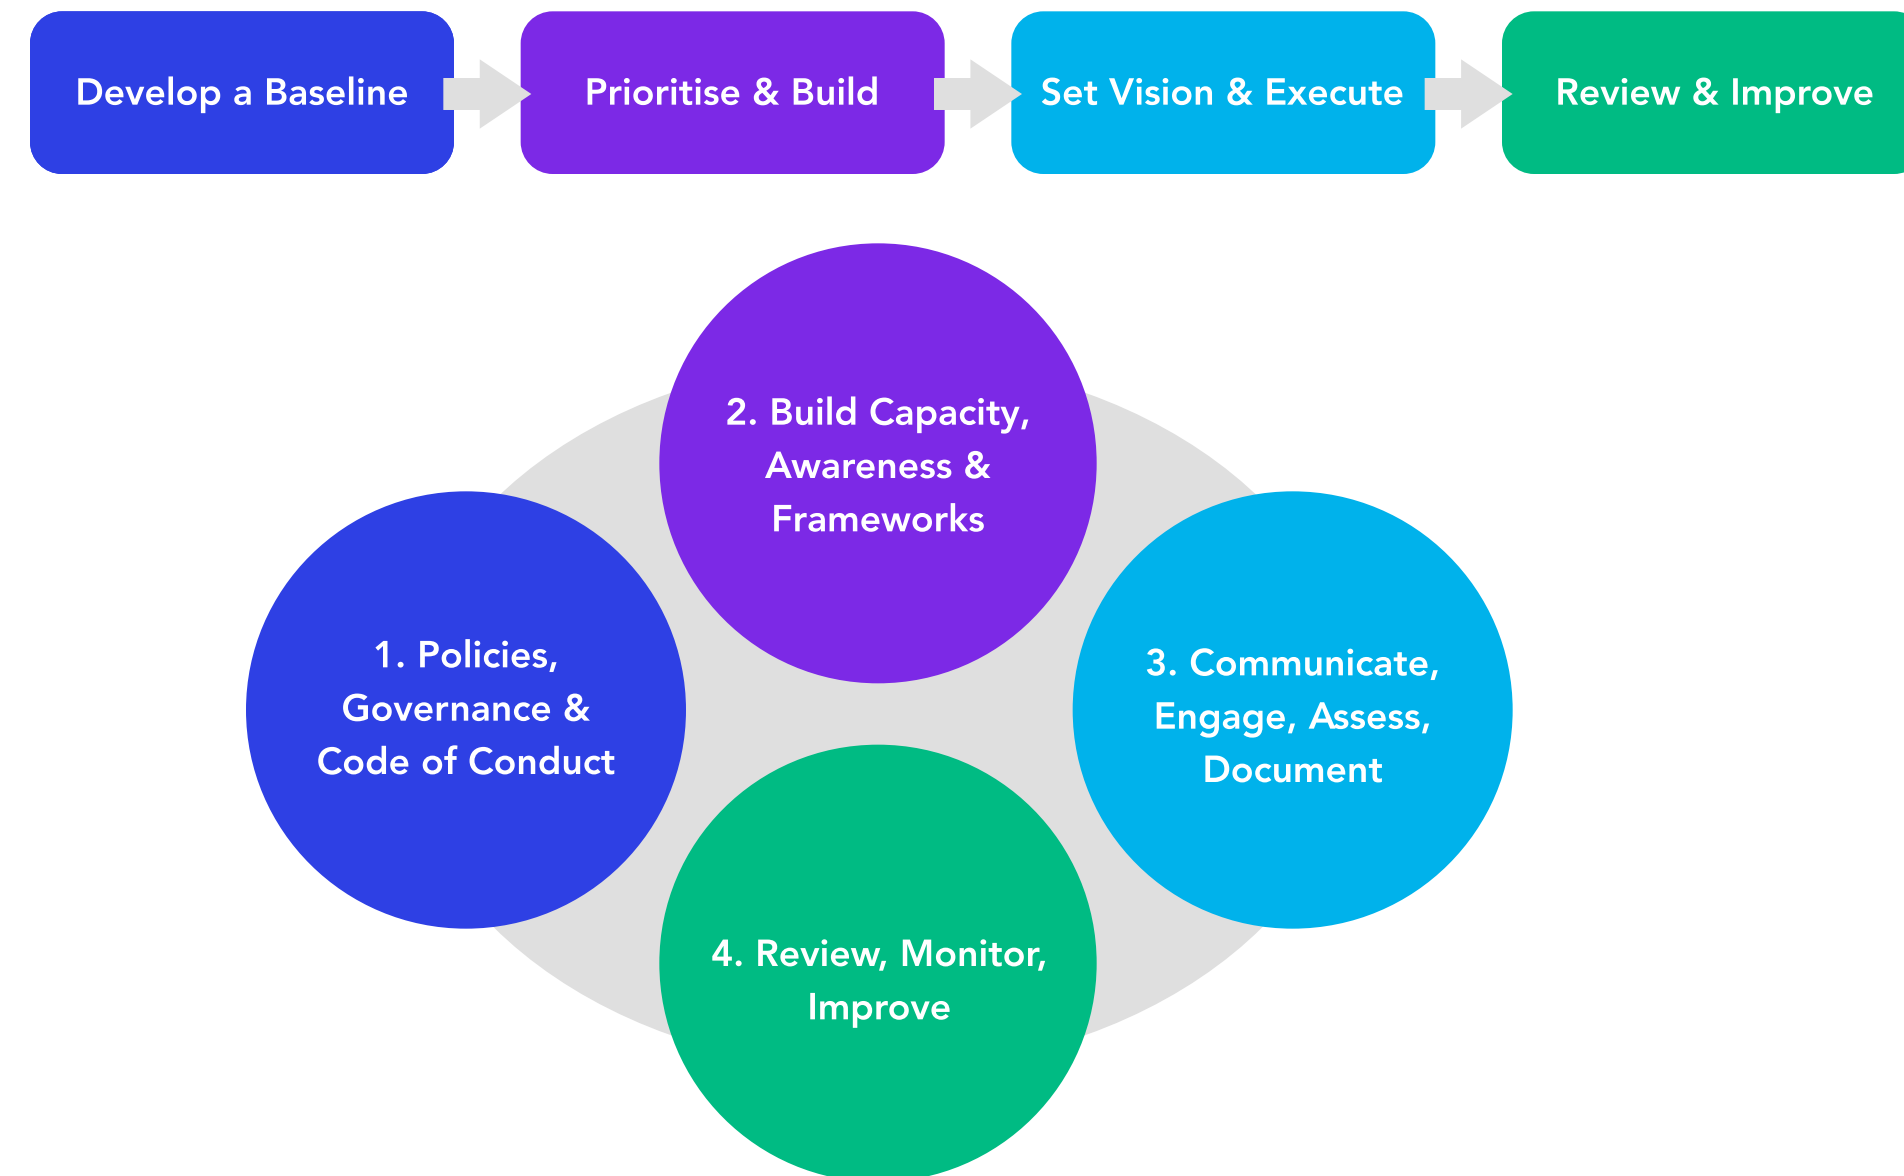 Develop a Baseline
Prioritise & Build
Set Vision & Execute
Review & Improve
2. Build Capacity,
Awareness &
Frameworks
1. Policies,
Governance &
Code of Conduct
3. Communicate,
Engage, Assess,
Document
4. Review, Monitor,
Improve